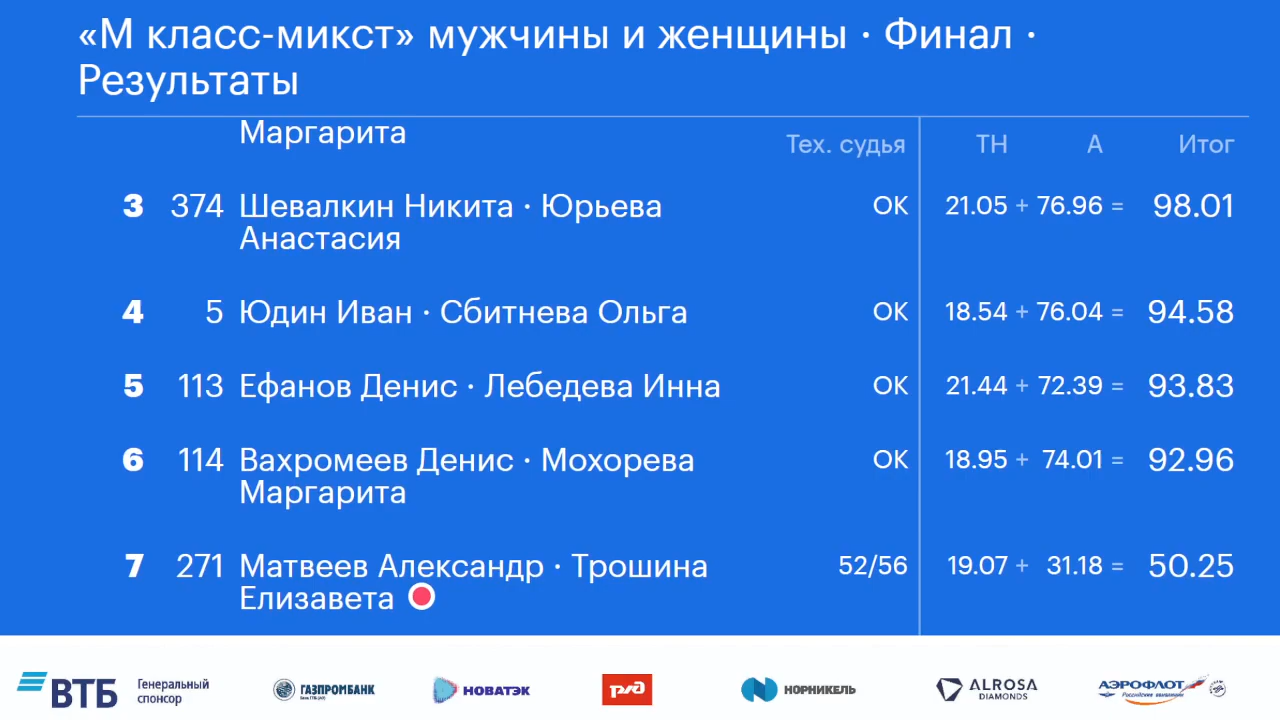 «М класс-микст» мужчины и женщины · Финал ·
Результаты
Маргарита
Тех. судья ТН А Итог
3 374 Шевалкин Никита · Юрьева ОК 21.05 + 76.96 = 98.01
Анастасия
4 5 Юдин Иван · Сбитнева Ольга ОК 18.54 + 76.04 = 94.58
5 113 Ефанов Денис · Лебедева Инна ОК 21.44 + 72.39 = 93.83
6 114 Вахромеев Денис · Мохорева ОК 18.95 + 74.01 = 92.96
Маргарита
7 271 Матвеев Александр · Трошина 52/56 19.07 + 31.18 = 50.25
Елизавета
ВТБ Генеральный спонсор ГАЗПРОМБАНК НОВАТЭК ржд НОРНИКЕЛЬ ALROSA DIAMONDS АЭРОФЛОТ Российские авиалинии